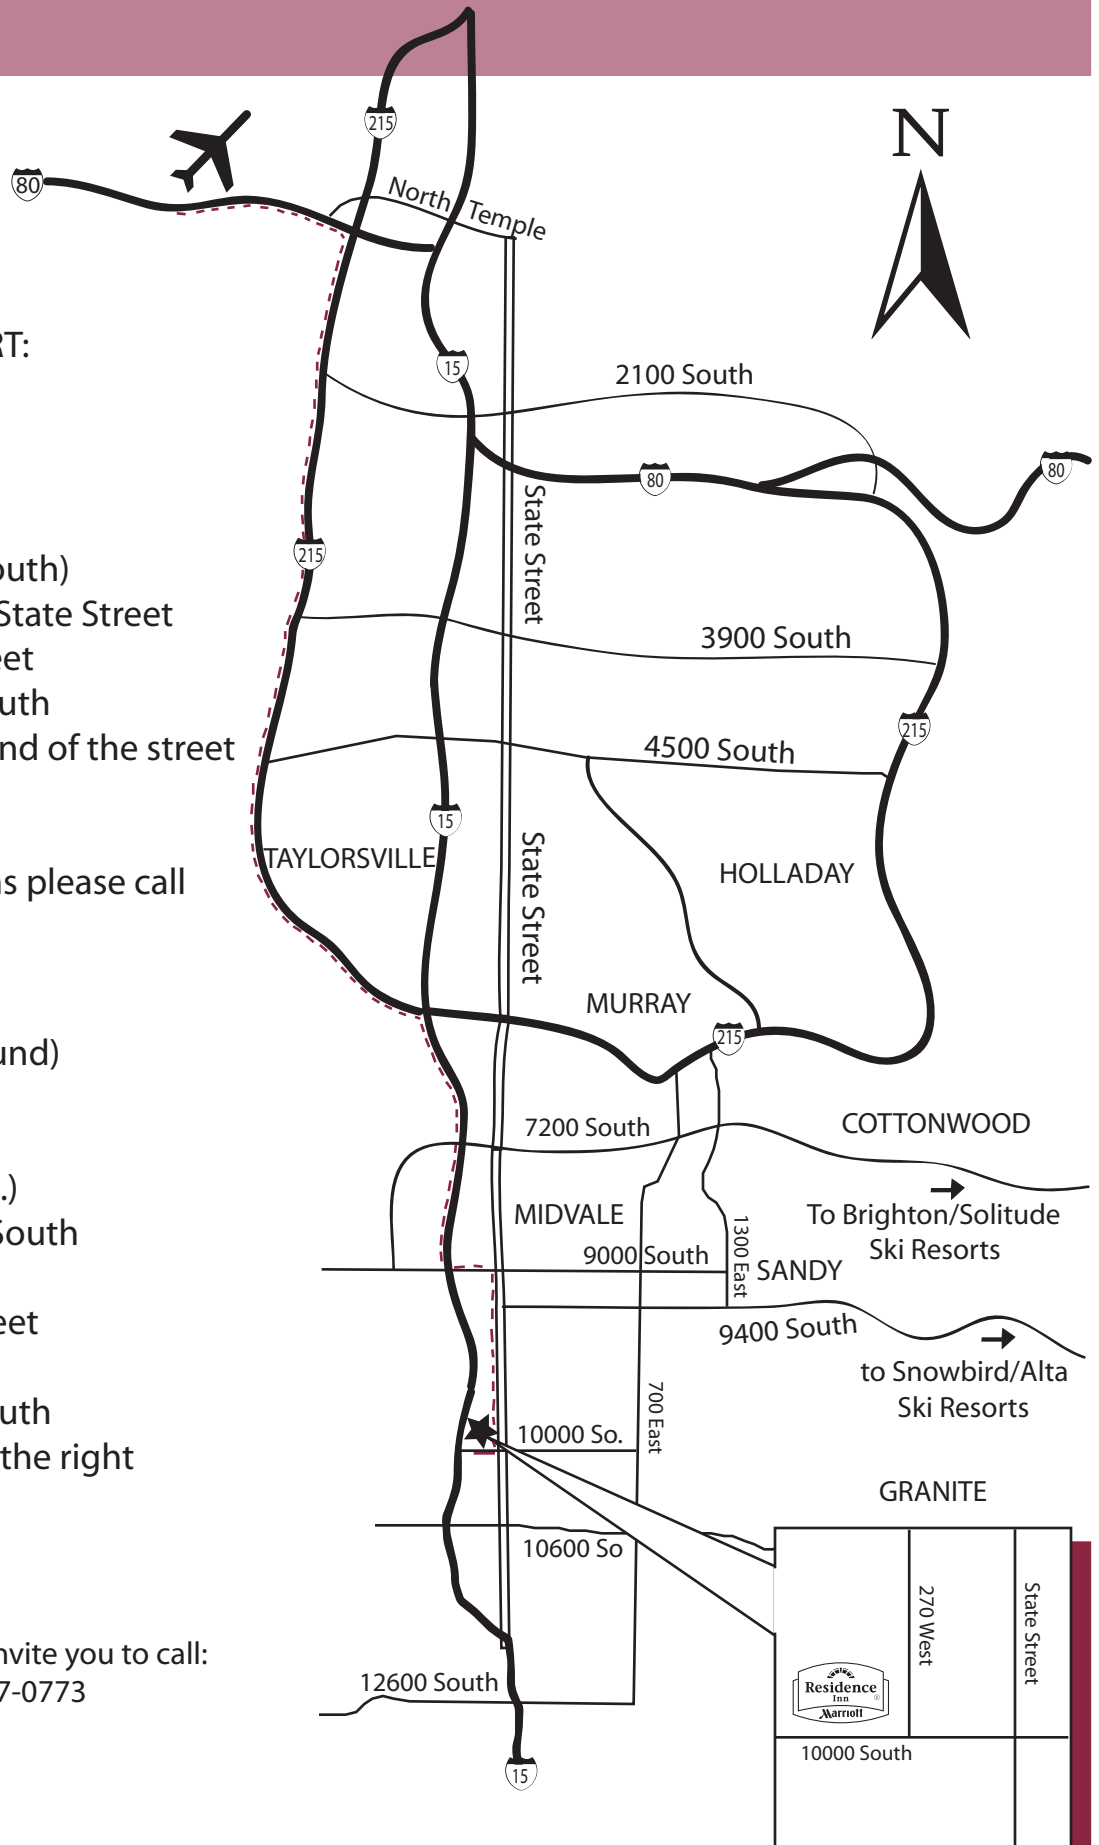 215
N
80
North Temple
RT:
15
2100 South
80
80
State Street
215
outh)
State Street
3900 South
eet
uth
215
nd of the street
4500 South
15
TAYLORSVILLE
State Street
HOLLADAY
ns please call
MURRAY
215
und)
7200 South
COTTONWOOD
.)
MIDVALE
To Brighton/Solitude
Ski Resorts
South
1300 East
9000 South
SANDY
eet
9400 South
to Snowbird/Alta
Ski Resorts
uth
700 East
10000 So.
the right
GRANITE
10600 So
270 West
State Street
nvite you to call:
7-0773
12600 South
Residence
Inn
®
Marriott
10000 South
15